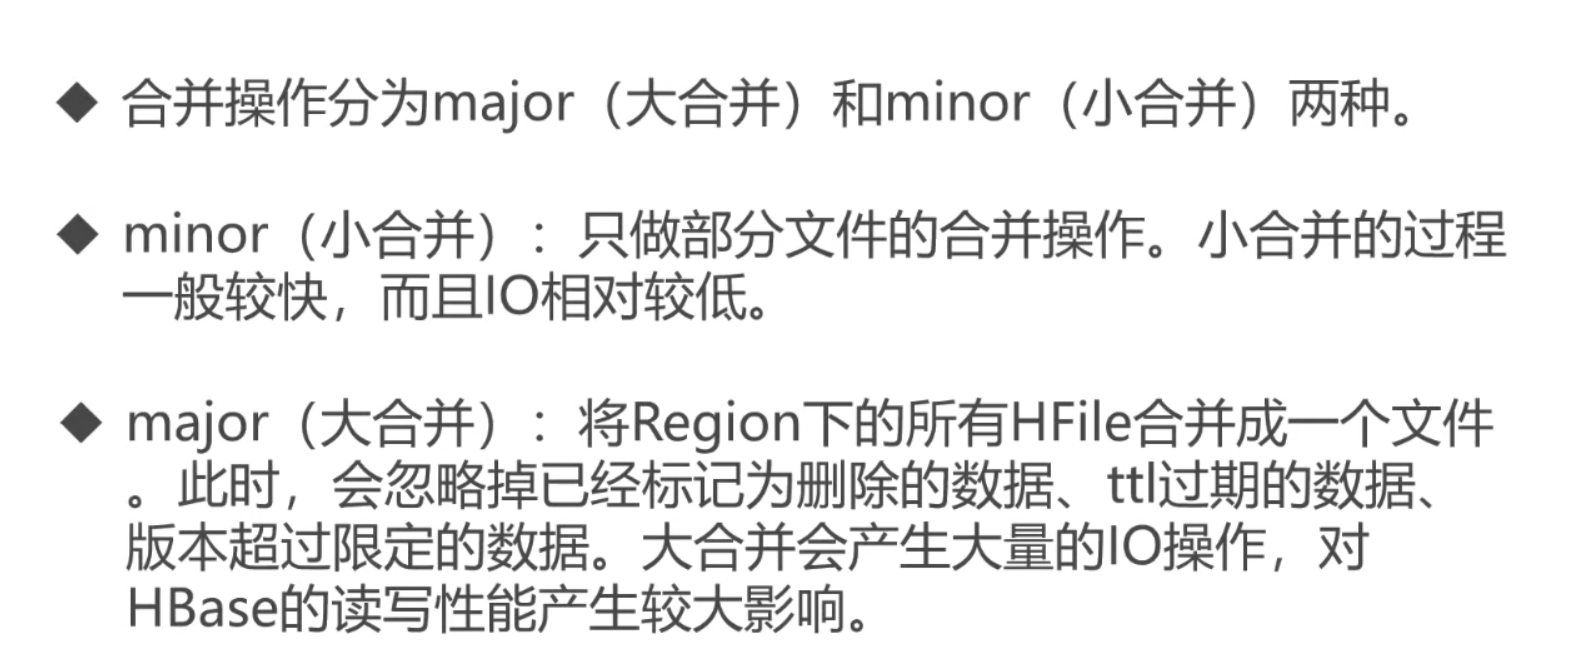 ◆ 合并操作分为major（大合并）和minor（小合并）两种。
◆ minor（小合并）：只做部分文件的合并操作。小合并的过程
一般较快，而且IO相对较低。
◆ major（大合并）：将Region下的所有HFile合并成一个文件
。此时，会忽略掉已经标记为删除的数据、ttl过期的数据、
版本超过限定的数据。大合并会产生大量的IO操作，对
HBase的读写性能产生较大影响。